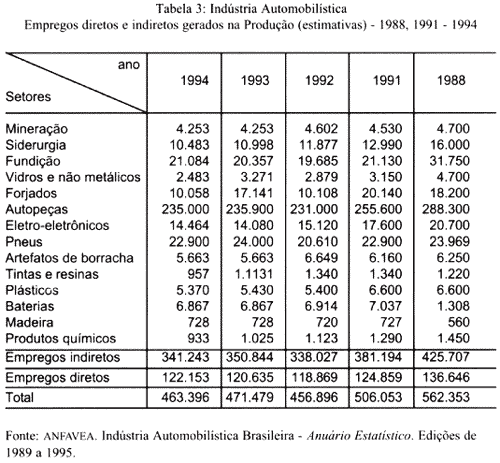 Tabela 3: Indústria Automobilística
Empregos diretos e indiretos gerados na Produção (estimativas) - 1988, 1991 - 1994
ano
Setores
1994 1993 1992 1991 1988
Mineração 4.253 4.253 4.602 4.530 4.700
Siderurgia 10.483 10.998 11.877 12.990 16.000
Fundição 21.084 20.357 19.685 21.130 31.750
Vidros e não metálicos 2.483 3.271 2.879 3.150 4.700
Forjados 10.058 17.141 10.108 20.140 18.200
Autopeças 235.000 235.900 231.000 255.600 288.300
Eletro-eletrônicos 14.464 14.080 15.120 17.600 20.700
Pneus 22.900 24.000 20.610 22.900 23.969
Artefatos de borracha 5.663 5.663 6.649 6.160 6.250
Tintas e resinas 957 1.1131 1.340 1.340 1.220
Plásticos 5.370 5.430 5.400 6.600 6.600
Baterias 6.867 6.867 6.914 7.037 1.308
Madeira 728 728 720 727 560
Produtos químicos 933 1.025 1.123 1.290 1.450
Empregos indiretos 341.243 350.844 338.027 381.194 425.707
Empregos diretos 122.153 120.635 118.869 124.859 136.646
Total 463.396 471.479 456.896 506.053 562.353
Fonte: ANFAVEA. Indústria Automobilística Brasileira - Anuário Estatístico. Edições de
1989 a 1995.